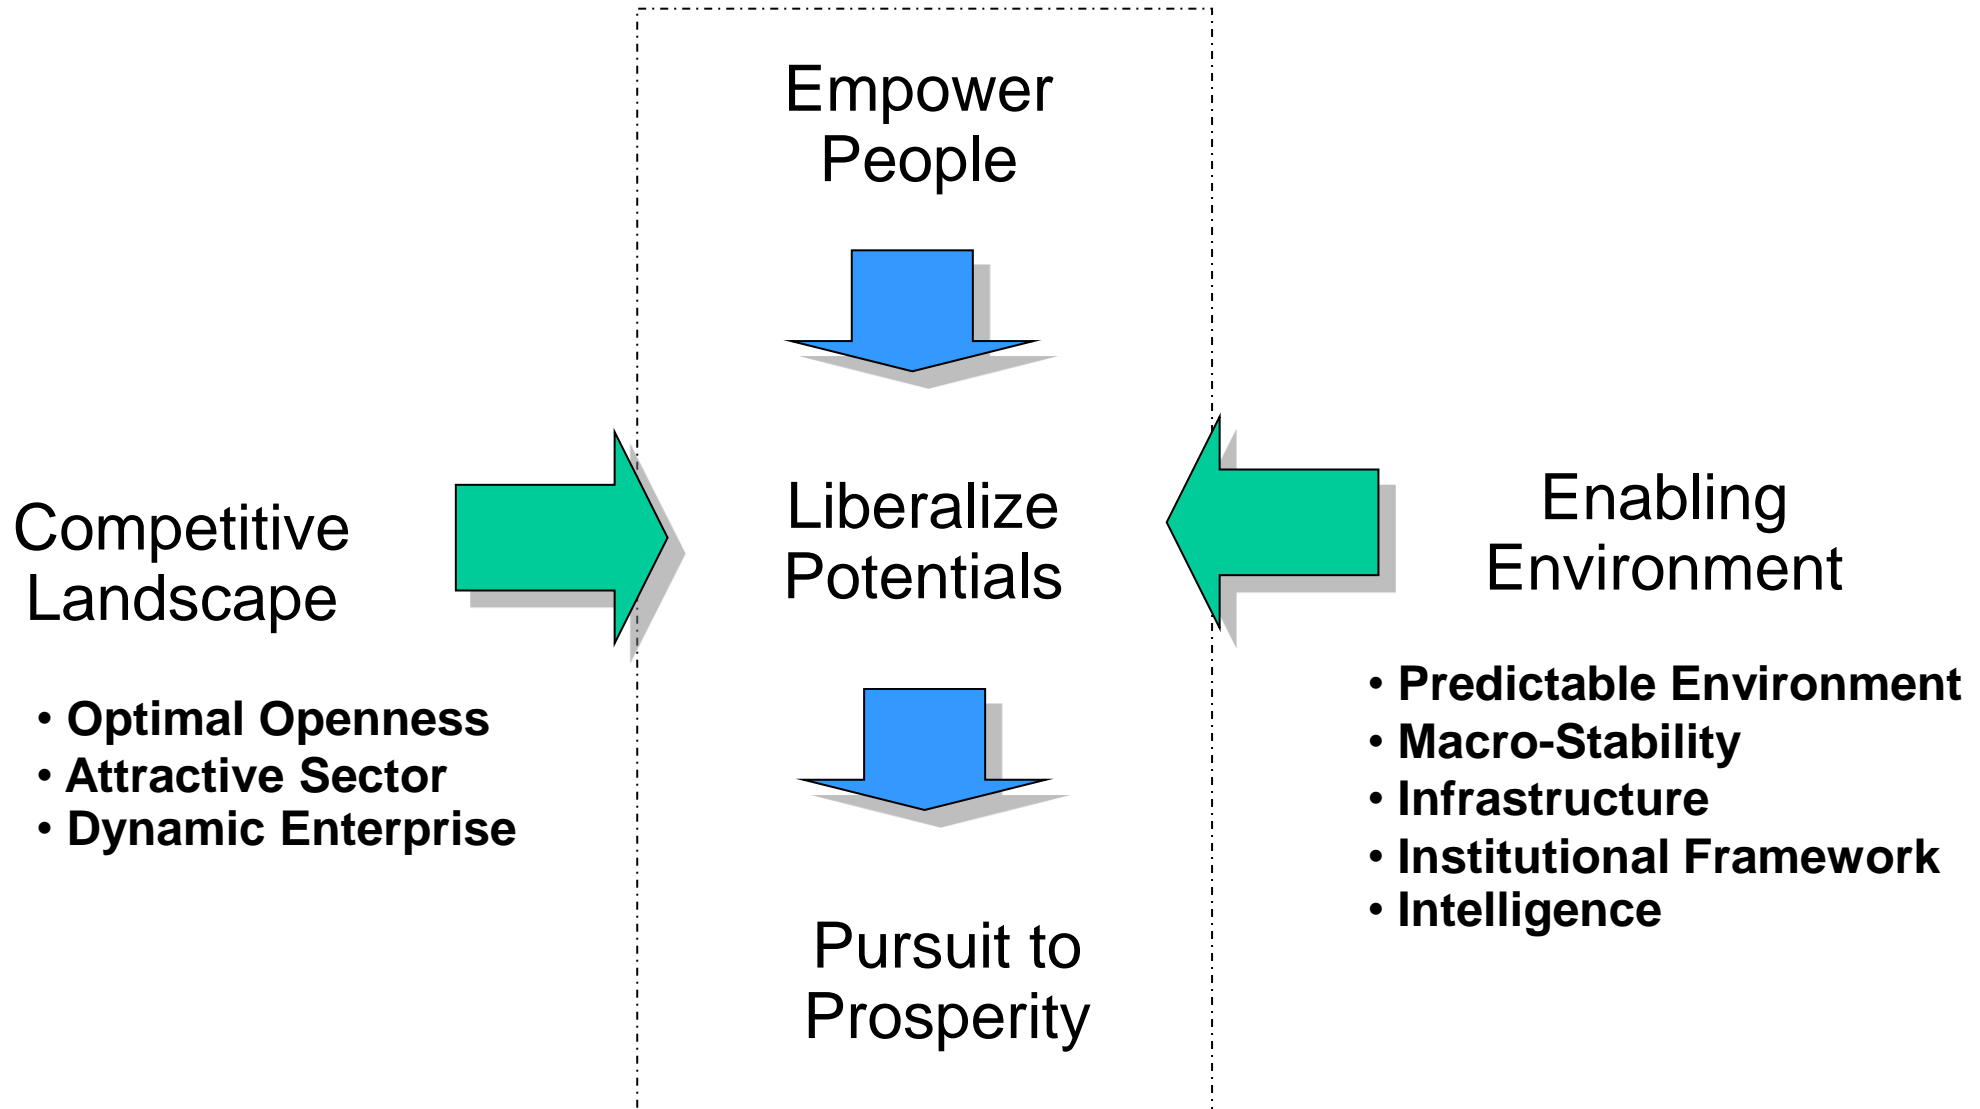 Empower
People
Competitive
Landscape
• Optimal Openness
• Attractive Sector
• Dynamic Enterprise
Liberalize
Potentials
Enabling
Environment
• Predictable Environment
• Macro-Stability
• Infrastructure
• Institutional Framework
• Intelligence
Pursuit to
Prosperity